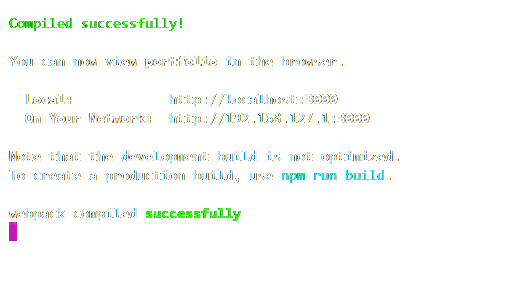 Compiled successfully!
You can now view portfolio in the browser.
Local: http://localhost:3000
On Your Network: http://192.168.127.1:3000
Note that the development build is not optimized.
To create a production build, use npm run build.
webpack compiled successfully